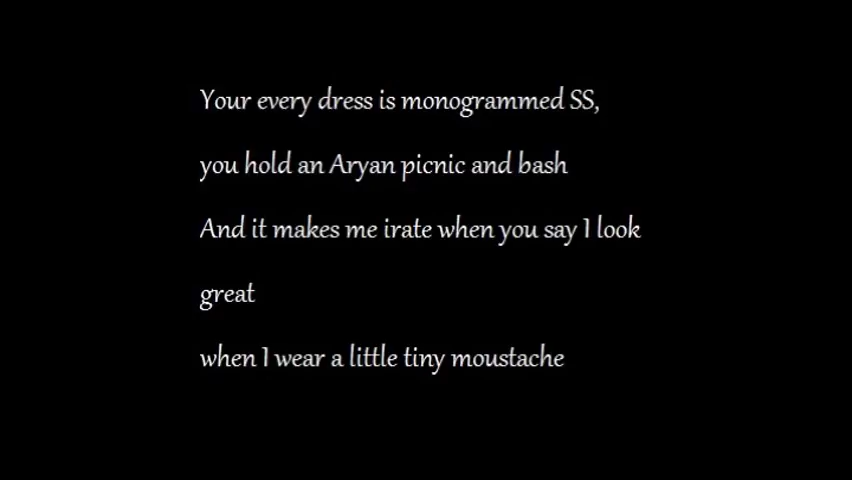 Your every dress is monogrammed SS,
you hold an Aryan picnic and bash
And it makes me irate when you say I look
great
when I wear a little tiny moustache